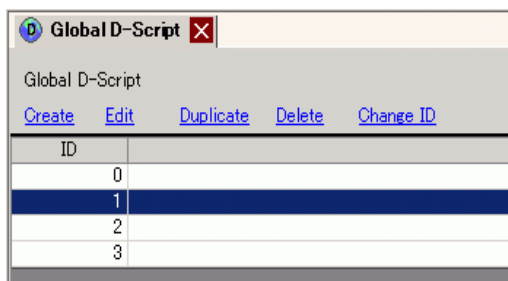 Global D-Script
Global D-Script
Create Edit Duplicate Delete Change ID
ID
0
1
2
3